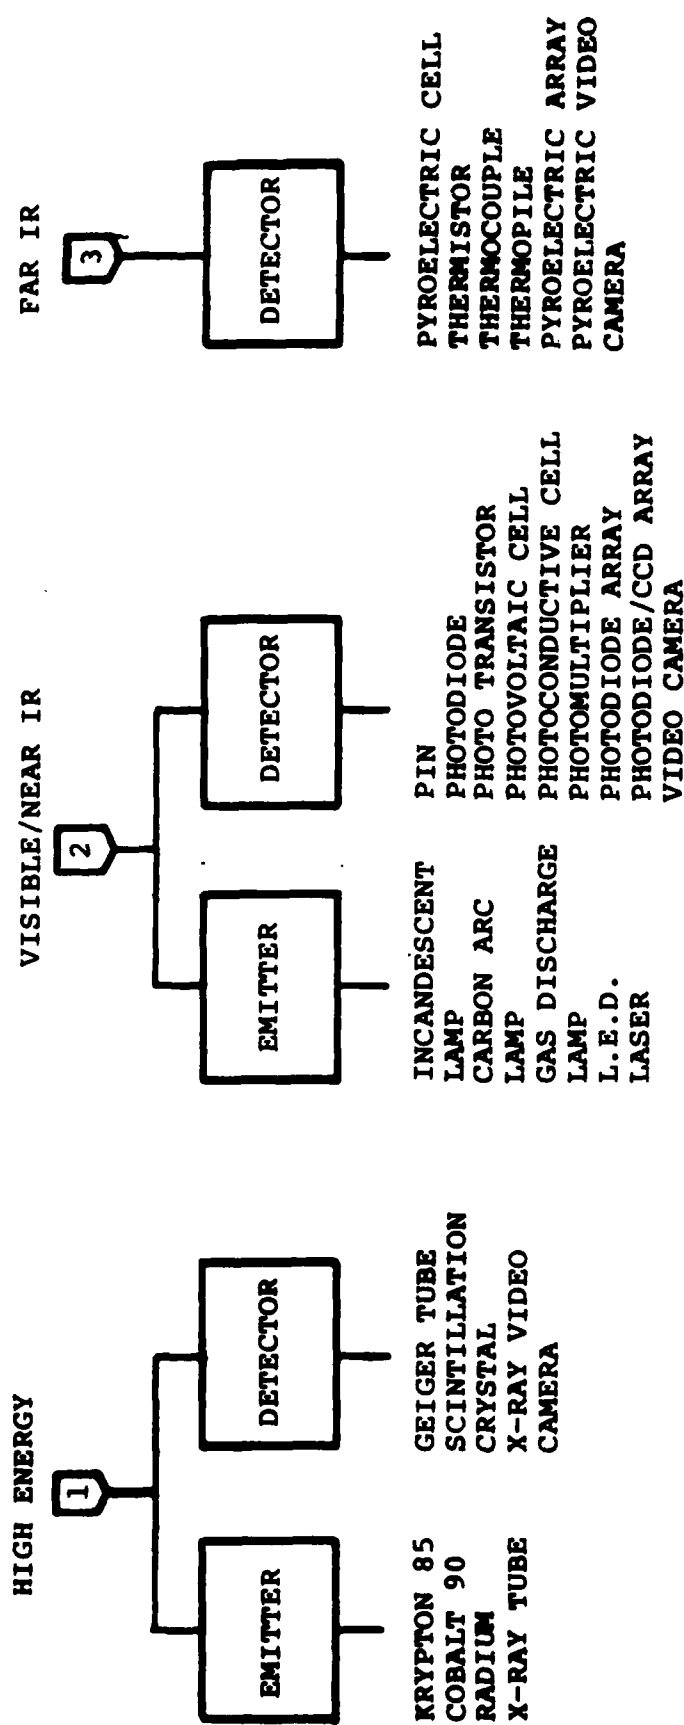 HIGH ENERGY
1
EMITTER
KRYPTON 85
COBALT 90
RADIUM
X-RAY TUBE
DETECTOR
GEIGER TUBE
SCINTILLATION
CRYSTAL
X-RAY VIDEO
CAMERA
VISIBLE/NEAR IR
2
EMITTER
INCANDESCENT
LAMP
CARBON ARC
LAMP
GAS DISCHARGE
LAMP
L.E.D.
LASER
DETECTOR
PIN
PHOTODIODE
PHOTO TRANSISTOR
PHOTOVOLTAIC CELL
PHOTOCONDUCTIVE CELL
PHOTOMULTIPLIER
PHOTODIODE ARRAY
PHOTODIODE/CCD ARRAY
VIDEO CAMERA
FAR IR
3
DETECTOR
PYROELECTRIC CELL
THERMISTOR
THERMOCOUPLE
THERMOPILE
PYROELECTRIC ARRAY
PYROELECTRIC VIDEO
CAMERA